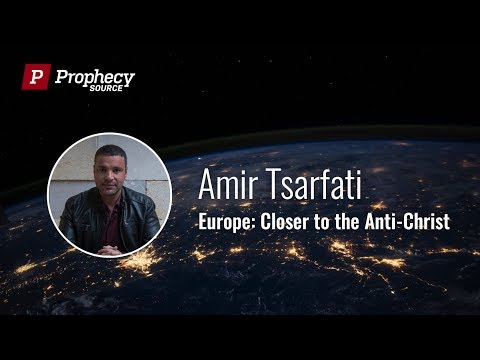 P Prophecy
SOURCE
Amir Tsarfati
Europe: Closer to the Anti-Christ